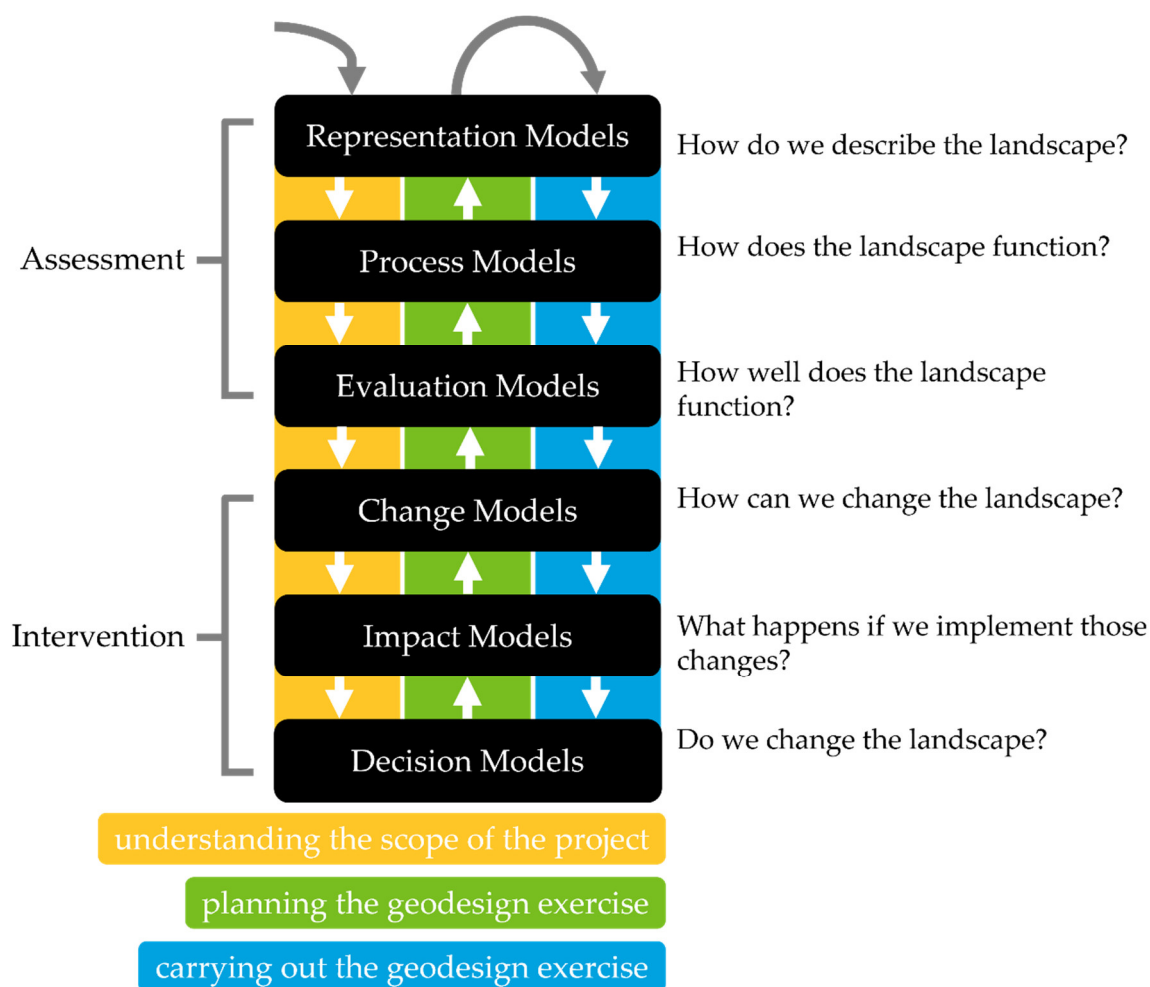 Representation Models
How do we describe the landscape?
Assessment
Process Models
How does the landscape function?
Evaluation Models
How well does the landscape
function?
Change Models
How can we change the landscape?
Intervention
Impact Models
What happens if we implement those
changes?
Decision Models
Do we change the landscape?
understanding the scope of the project
planning the geodesign exercise
carrying out the geodesign exercise